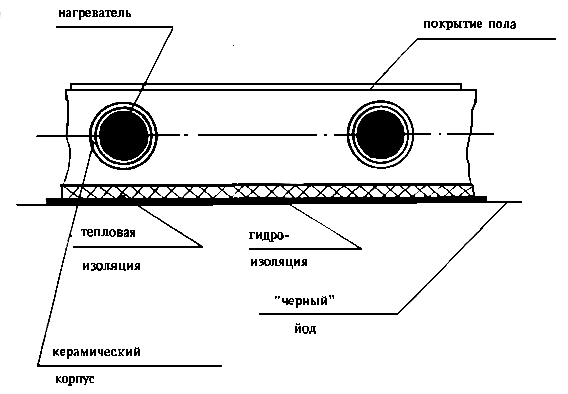 нагреватель
покрытие пола
тепловая
изоляция
гидро-
изоляция
"черный"
йод
керамический
корпус